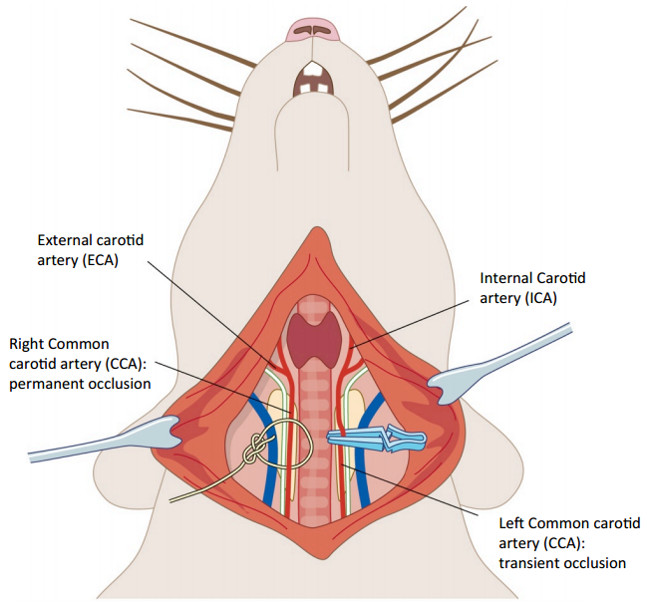 External carotid
artery (ECA)
Internal Carotid
artery (ICA)
Right Common
carotid artery (CCA):
permanent occlusion
Left Common carotid
artery (CCA):
transient occlusion